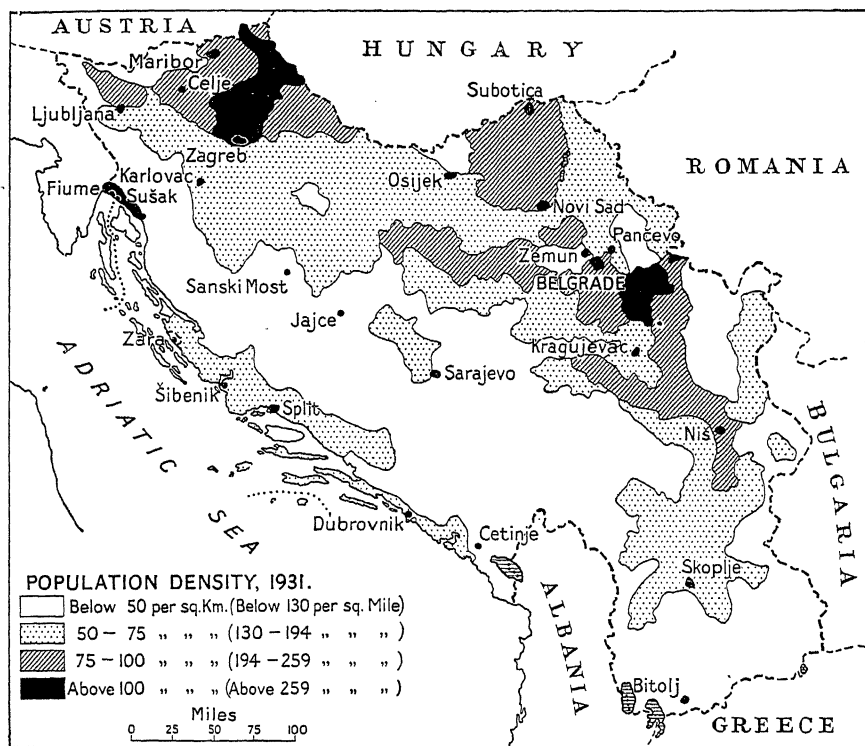 AUSTRIA
HUNGARY
Maribor
Celje
Subotica
Ljubljana
ROMANIA
Zagreb
Karlovac
Osijek
Fiume
Sušak
Novi Sad
Pančevo
Zemun
Sanski Most
BELGRADE
Jajce
Zara
Kragujevac
Sarajevo
Šibenik
Split
Niš
ADRIATIC SEA
BULGARIA
Dubrovnik
Cetinje
Skoplje
ALBANIA
Bitolj
GREECE
POPULATION DENSITY, 1931.
Below 50 per sq. Km. (Below 130 per sq. Mile)
50 – 75 „ „ „ (130 – 194 „ „ „)
75 – 100 „ „ „ (194 – 259 „ „ „)
Above 100 „ „ „ (Above 259 „ „ „)
Miles
0 25 50 75 100